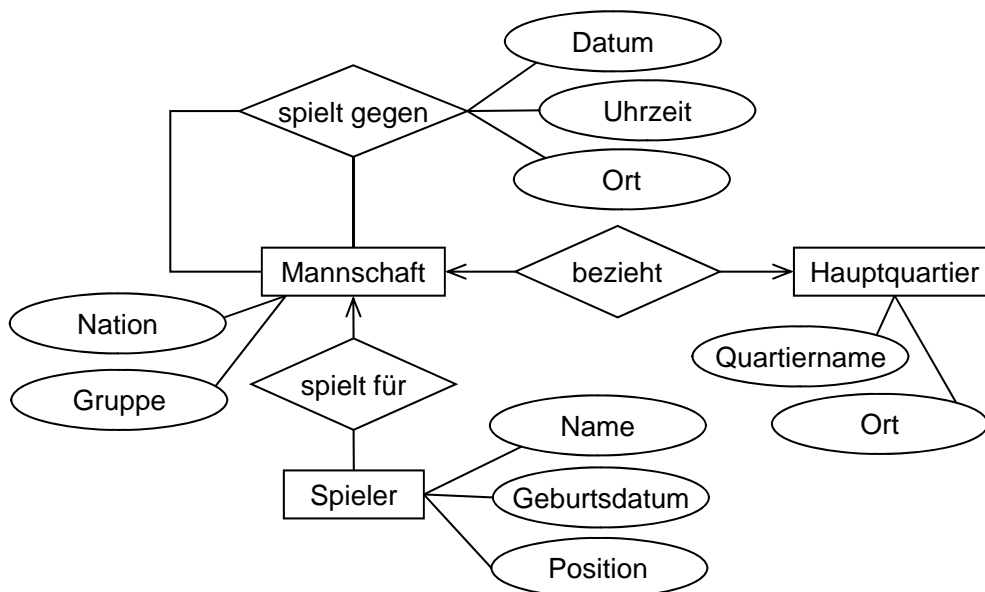 Datum
spielt gegen
Uhrzeit
Ort
Mannschaft
bezieht
Hauptquartier
Nation
Quartiername
Gruppe
spielt für
Name
Ort
Spieler
Geburtsdatum
Position